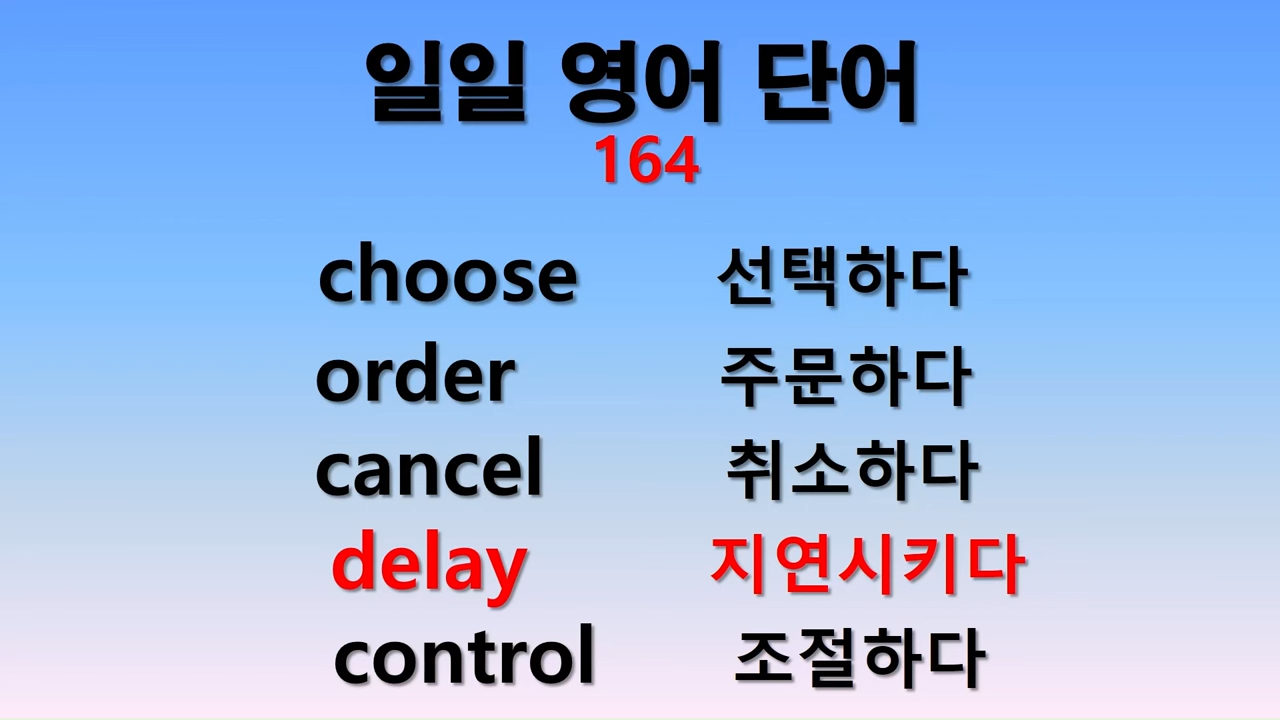 일일 영어 단어
164
choose 선택하다
order 주문하다
cancel 취소하다
delay 지연시키다
control 조절하다